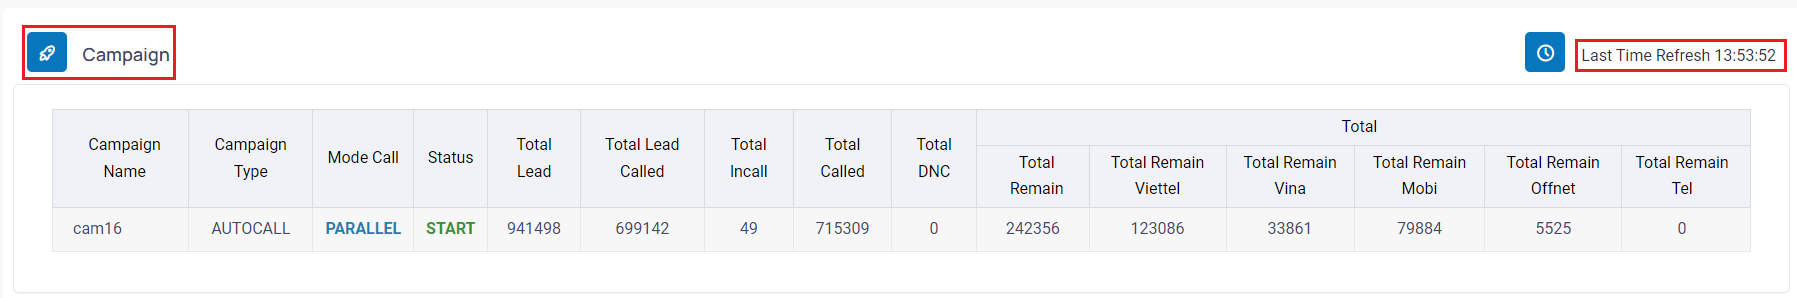 Campaign
Last Time Refresh 13:53:52
Campaign Name
Campaign Type
Mode Call
Status
Total Lead
Total Lead Called
Total Incall
Total Called
Total DNC
Total
Total Remain
Total Remain Viettel
Total Remain Vina
Total Remain Mobi
Total Remain Offnet
Total Remain Tel
cam16 AUTOCALL PARALLEL START 941498 699142 49 715309 0 242356 123086 33861 79884 5525 0